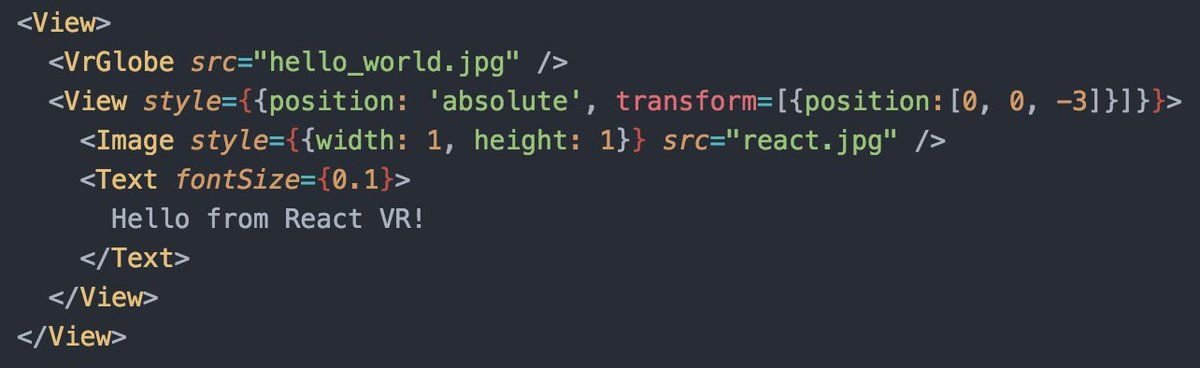 <View>
<VrGlobe src="hello_world.jpg" />
<View style={{position: 'absolute', transform=[{position:[0, 0, -3]}]}}>
<Image style={{width: 1, height: 1}} src="react.jpg" />
<Text fontSize={0.1}>
Hello from React VR!
</Text>
</View>
</View>